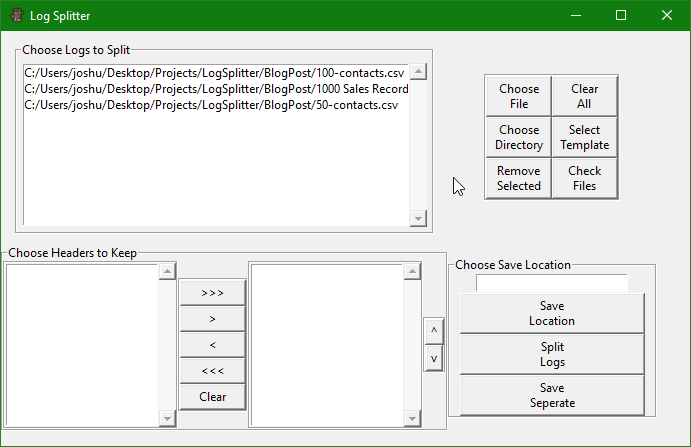 Log Splitter
Choose Logs to Split
C:/Users/joshu/Desktop/Projects/LogSplitter/BlogPost/100-contacts.csv
C:/Users/joshu/Desktop/Projects/LogSplitter/BlogPost/1000 Sales Record
C:/Users/joshu/Desktop/Projects/LogSplitter/BlogPost/50-contacts.csv
Choose
File
Clear
All
Choose
Directory
Select
Template
Remove
Selected
Check
Files
Choose Headers to Keep
>>>
>
<
<<<
Clear
^
v
Choose Save Location
Save
Location
Split
Logs
Save
Seperate